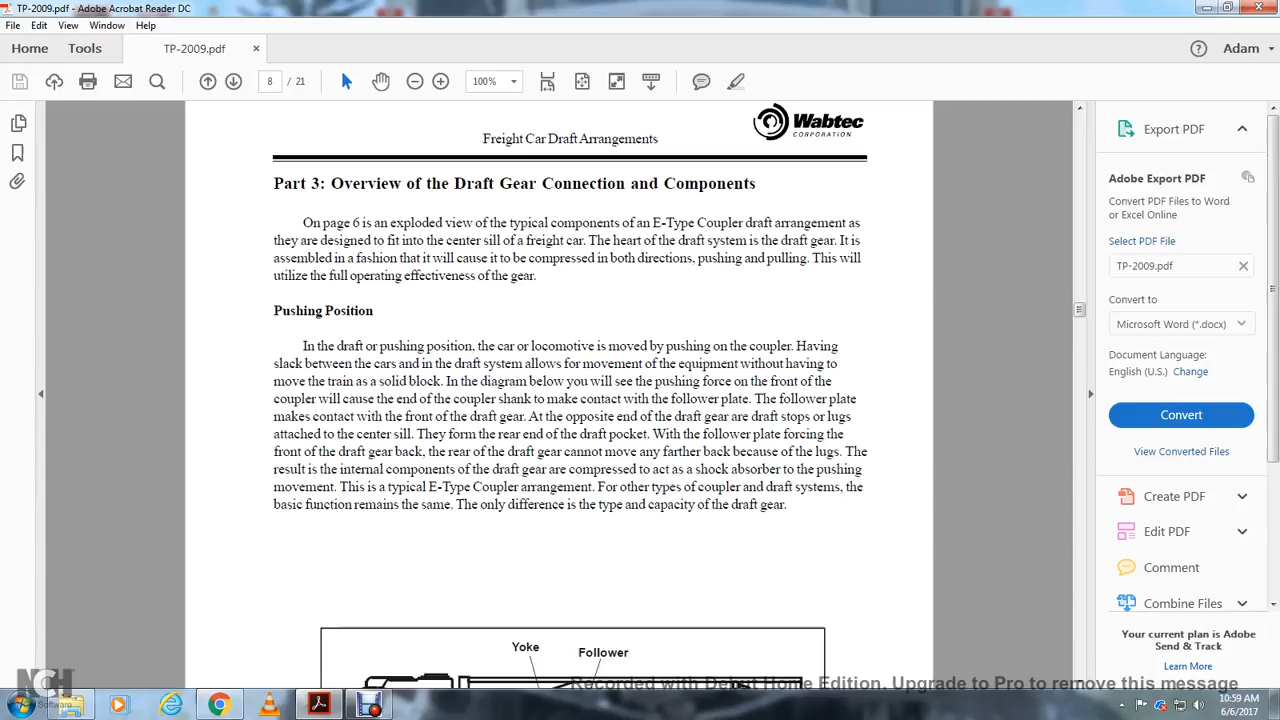 TP-2009.pdf - Adobe Acrobat Reader DC
File Edit View Window Help
Home Tools TP-2009.pdf × Adam
8 / 21 100%
Wabtec
CORPORATION
Freight Car Draft Arrangements
Part 3: Overview of the Draft Gear Connection and Components
On page 6 is an exploded view of the typical components of an E-Type Coupler draft arrangement as
they are designed to fit into the center sill of a freight car. The heart of the draft system is the draft gear. It is
assembled in a fashion that it will cause it to be compressed in both directions, pushing and pulling. This will
utilize the full operating effectiveness of the gear.
Pushing Position
In the draft or pushing position, the car or locomotive is moved by pushing on the coupler. Having
slack between the cars and in the draft system allows for movement of the equipment without having to
move the train as a solid block. In the diagram below you will see the pushing force on the front of the
coupler will cause the end of the coupler shank to make contact with the follower plate. The follower plate
makes contact with the front of the draft gear. At the opposite end of the draft gear are draft stops or lugs
attached to the center sill. They form the rear end of the draft pocket. With the follower plate forcing the
front of the draft gear back, the rear of the draft gear cannot move any farther back because of the lugs. The
result is the internal components of the draft gear are compressed to act as a shock absorber to the pushing
movement. This is a typical E-Type Coupler arrangement. For other types of coupler and draft systems, the
basic function remains the same. The only difference is the type and capacity of the draft gear.
Yoke
Follower
Export PDF
Adobe Export PDF
Convert PDF Files to Word
or Excel Online
Select PDF File
TP-2009.pdf
Convert to
Microsoft Word (*.docx)
Document Language:
English (U.S.) Change
Convert
View Converted Files
Create PDF
Edit PDF
Comment
Combine Files
Your current plan is Adobe
Send & Track
Learn More
NCH
Software
Recorded with Debut Home Edition. Upgrade to Pro to remove this message
10:59 AM
6/6/2017